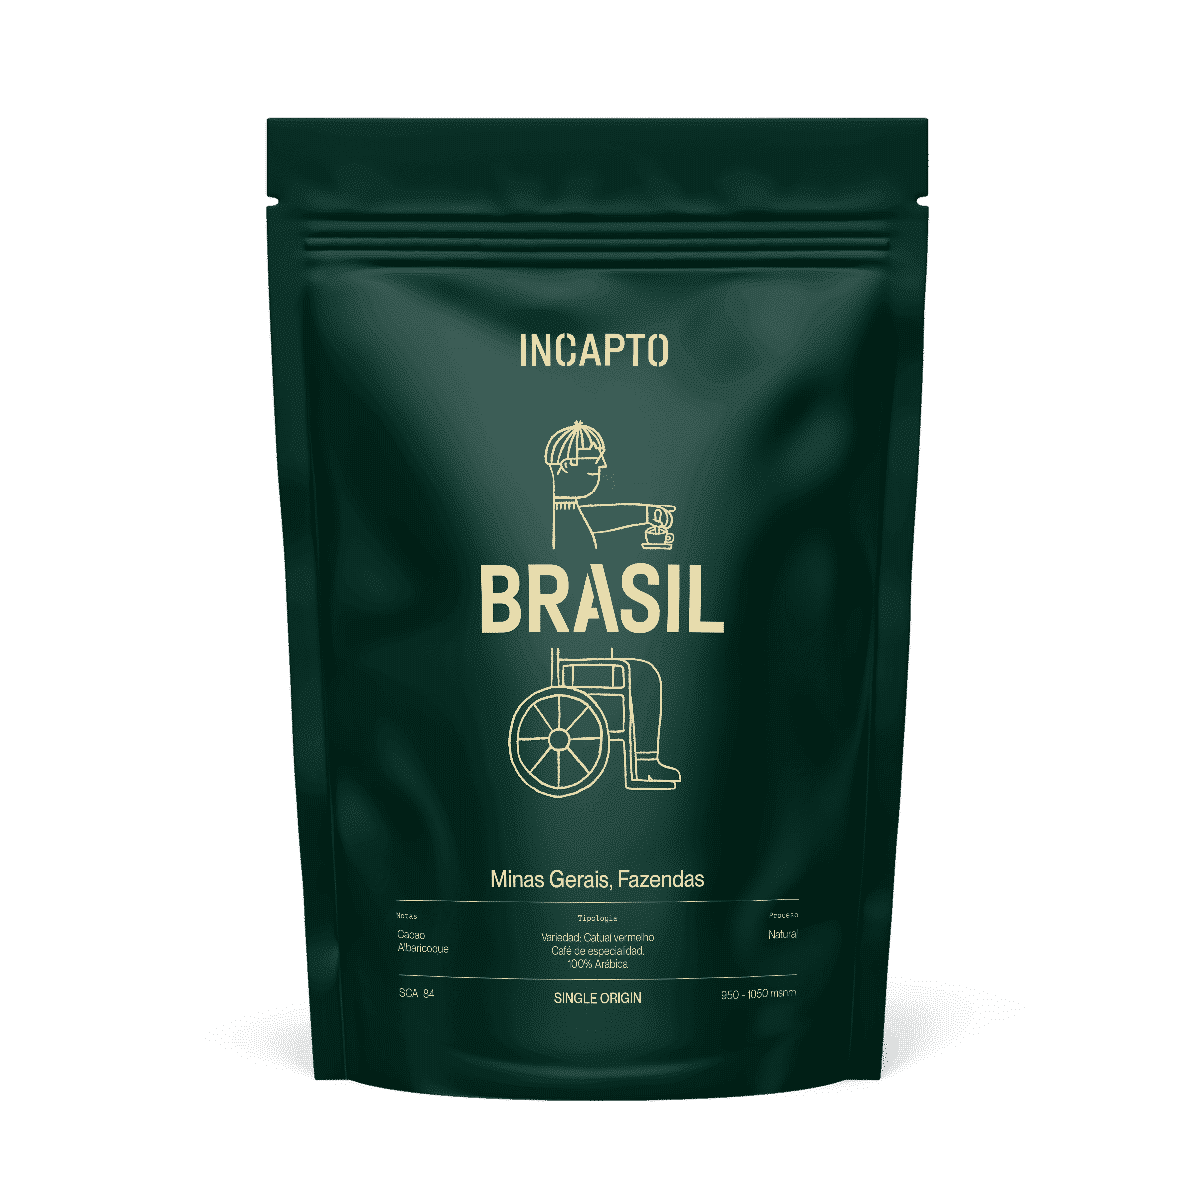 INCAPTO
BRASIL
Minas Gerais, Fazendas
Notas
Tipología
Proceso
Cacao
Albaricoque
Variedad: Catuaí vermelho
Café de especialidad.
100% Arábica
Natural
SCA 84
SINGLE ORIGIN
950 - 1050 msnm